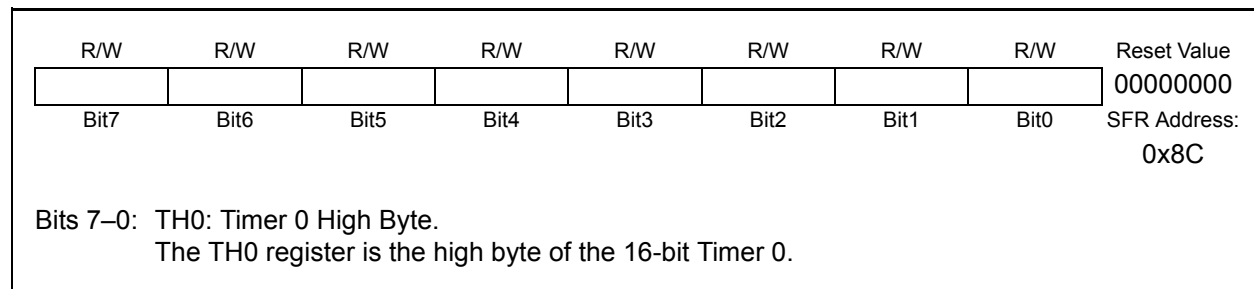 R/W R/W R/W R/W R/W R/W R/W R/W Reset Value
00000000
Bit7 Bit6 Bit5 Bit4 Bit3 Bit2 Bit1 Bit0 SFR Address:
0x8C
Bits 7–0: TH0: Timer 0 High Byte.
The TH0 register is the high byte of the 16-bit Timer 0.